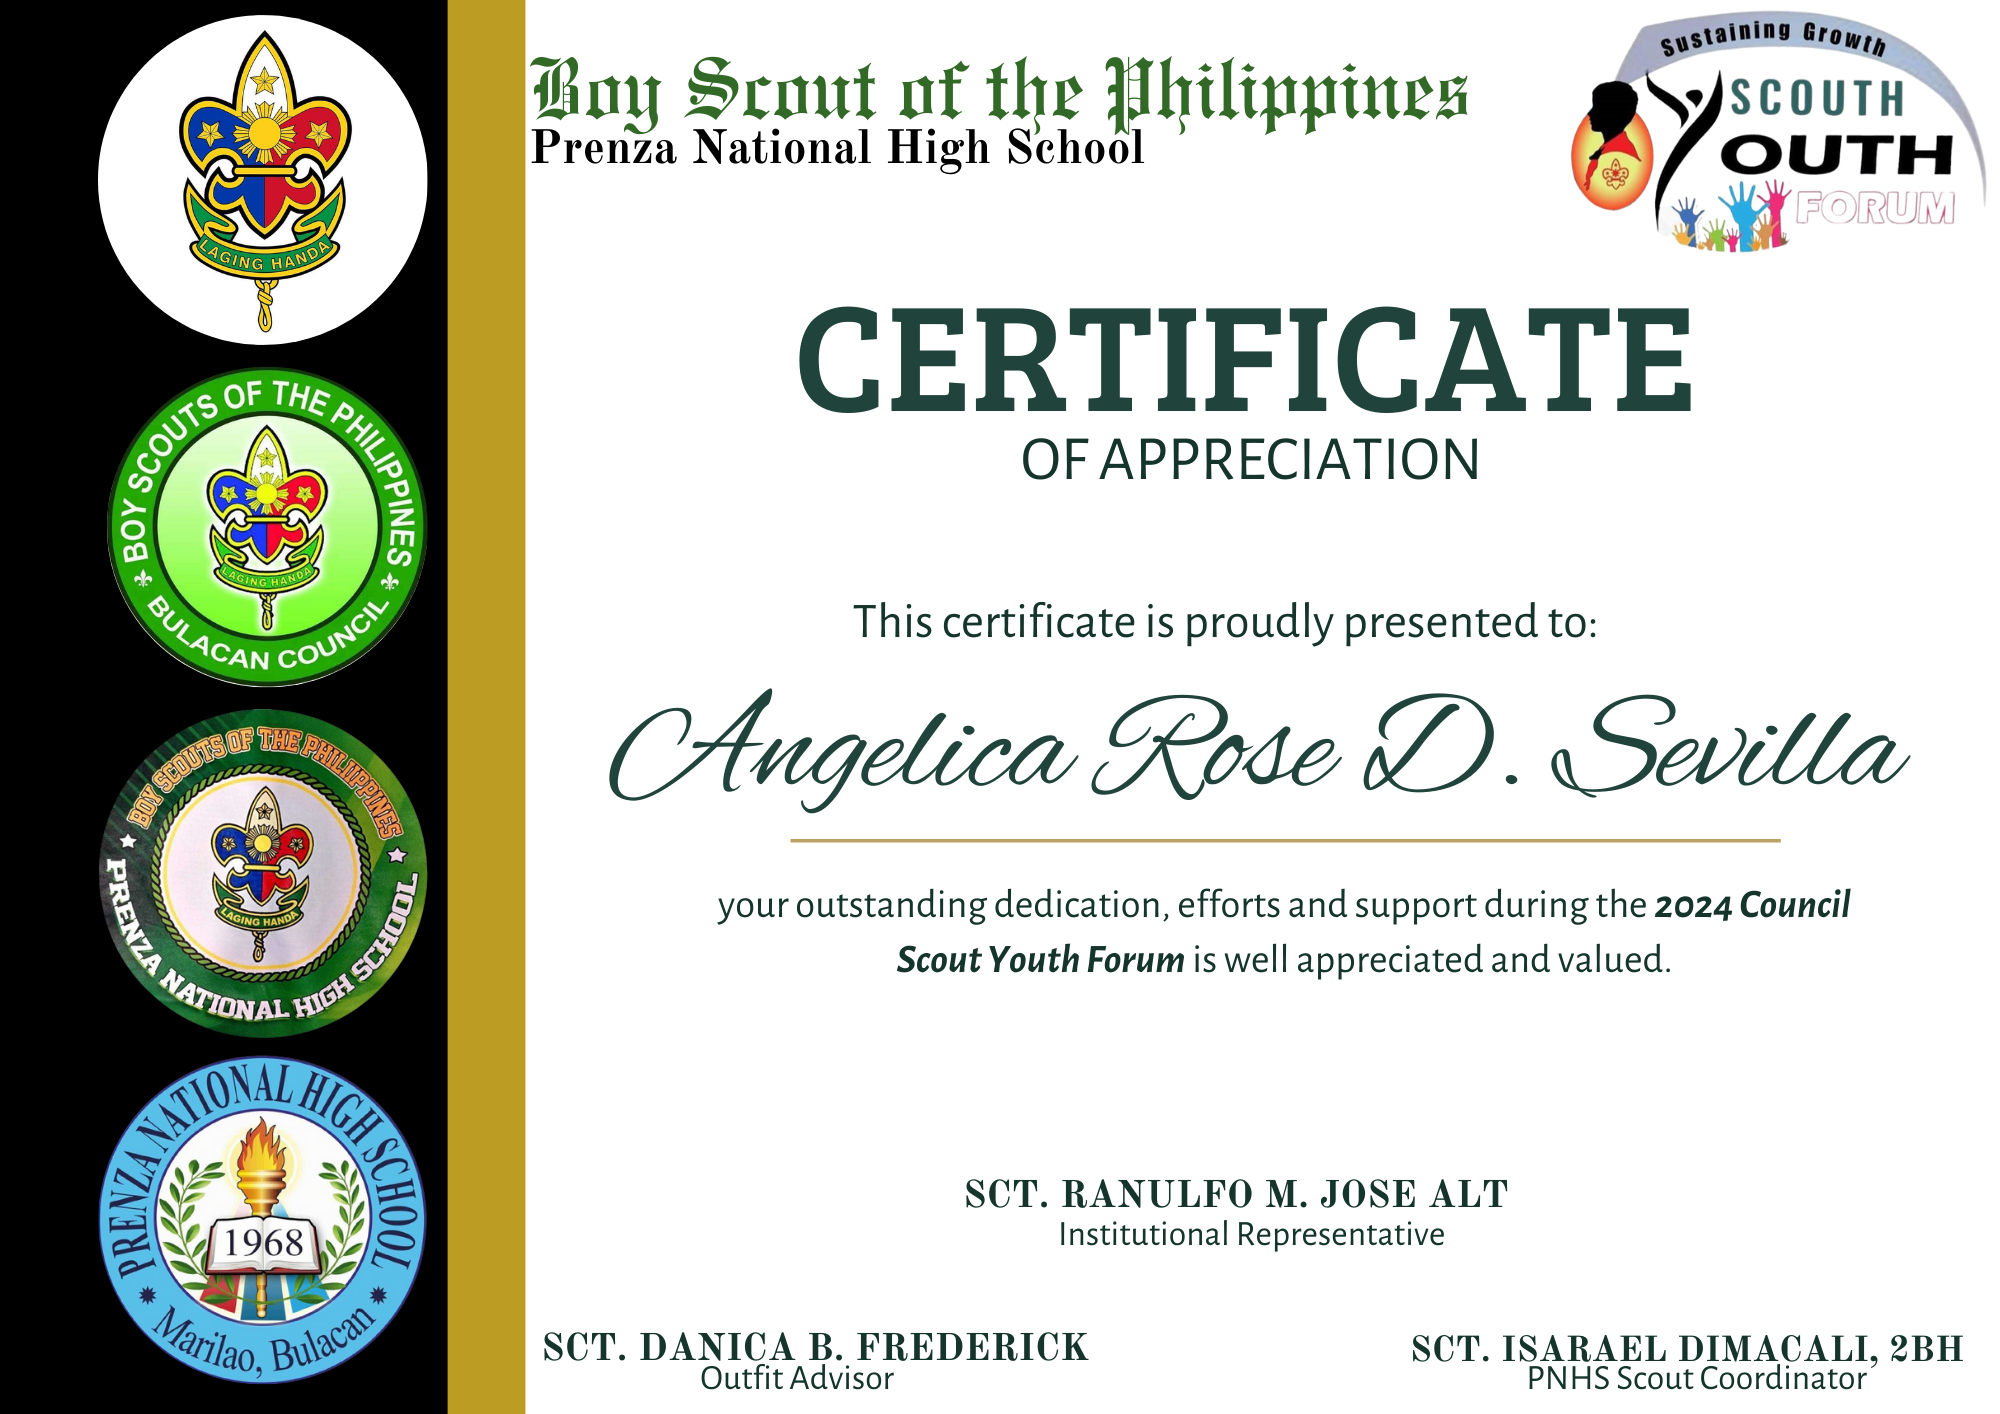 Boy Scout of the Philippines
Prenza National High School
Sustaining Growth
SCOUTH
YOUTH
FORUM
LAGING HANDA
BOY SCOUTS OF THE PHILIPPINES
LAGING HANDA
BULACAN COUNCIL
BOY SCOUTS OF THE PHILIPPINES
LAGING HANDA
PRENZA NATIONAL HIGH SCHOOL
PRENZA NATIONAL HIGH SCHOOL
1968
Marilao, Bulacan
CERTIFICATE
OF APPRECIATION
This certificate is proudly presented to:
Angelica Rose D. Sevilla
your outstanding dedication, efforts and support during the 2024 Council
Scout Youth Forum is well appreciated and valued.
SCT. RANULFO M. JOSE ALT
Institutional Representative
SCT. DANICA B. FREDERICK
Outfit Advisor
SCT. ISARAEL DIMACALI, 2BH
PNHS Scout Coordinator